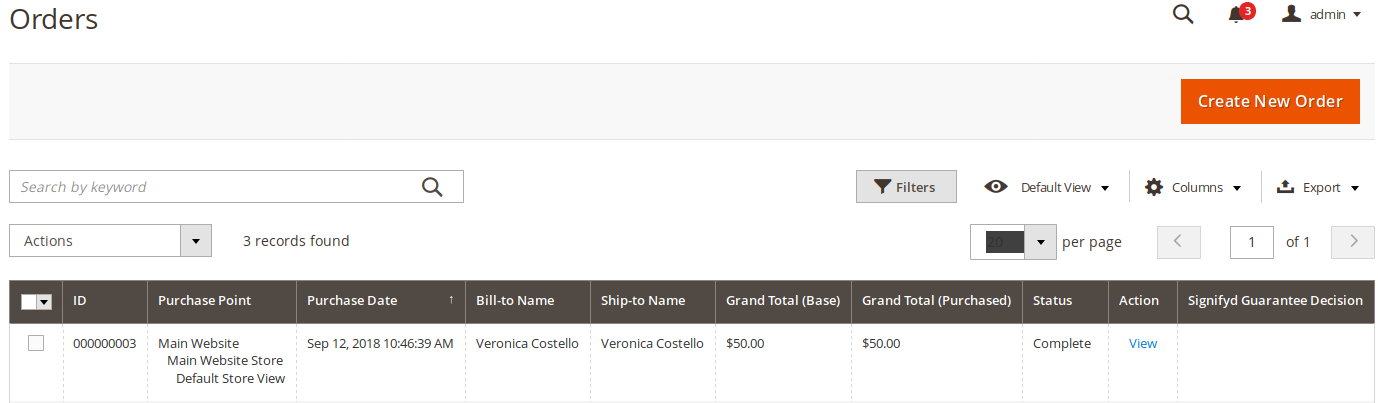 Orders
3
admin
Create New Order
Search by keyword
Filters
Default View
Columns
Export
Actions
3 records found
20
per page
1
of 1
ID Purchase Point Purchase Date ↑ Bill-to Name Ship-to Name Grand Total (Base) Grand Total (Purchased) Status Action Signifyd Guarantee Decision
000000003 Main Website Sep 12, 2018 10:46:39 AM Veronica Costello Veronica Costello $50.00 $50.00 Complete View
Main Website Store
Default Store View